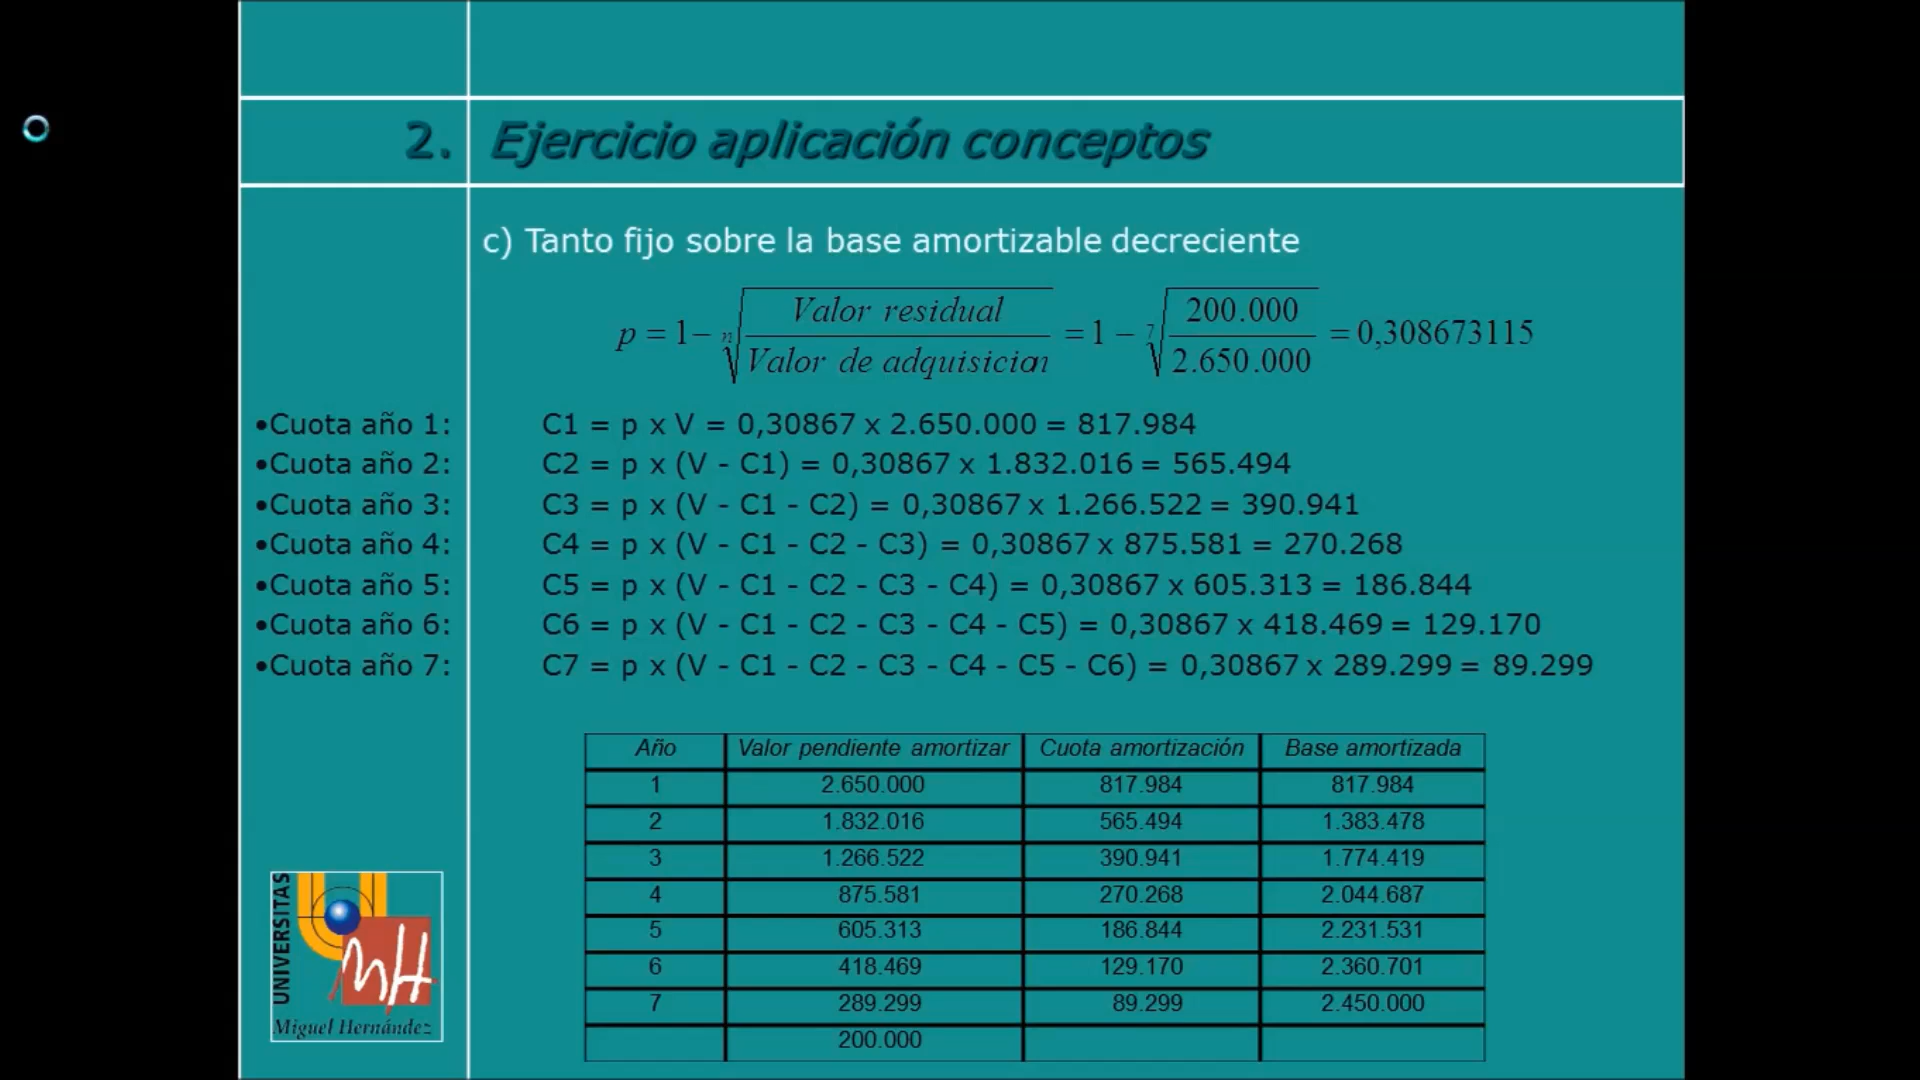 2. Ejercicio aplicación conceptos
c) Tanto fijo sobre la base amortizable decreciente
p = 1 − ⁿ√(Valor residual / Valor de adquisicion) = 1 − ⁷√(200.000 / 2.650.000) = 0,308673115
•Cuota año 1: C1 = p x V = 0,30867 x 2.650.000 = 817.984
•Cuota año 2: C2 = p x (V - C1) = 0,30867 x 1.832.016 = 565.494
•Cuota año 3: C3 = p x (V - C1 - C2) = 0,30867 x 1.266.522 = 390.941
•Cuota año 4: C4 = p x (V - C1 - C2 - C3) = 0,30867 x 875.581 = 270.268
•Cuota año 5: C5 = p x (V - C1 - C2 - C3 - C4) = 0,30867 x 605.313 = 186.844
•Cuota año 6: C6 = p x (V - C1 - C2 - C3 - C4 - C5) = 0,30867 x 418.469 = 129.170
•Cuota año 7: C7 = p x (V - C1 - C2 - C3 - C4 - C5 - C6) = 0,30867 x 289.299 = 89.299
Año Valor pendiente amortizar Cuota amortización Base amortizada
1 2.650.000 817.984 817.984
2 1.832.016 565.494 1.383.478
3 1.266.522 390.941 1.774.419
4 875.581 270.268 2.044.687
5 605.313 186.844 2.231.531
6 418.469 129.170 2.360.701
7 289.299 89.299 2.450.000
200.000
UNIVERSITAS
MH
Miguel Hernández